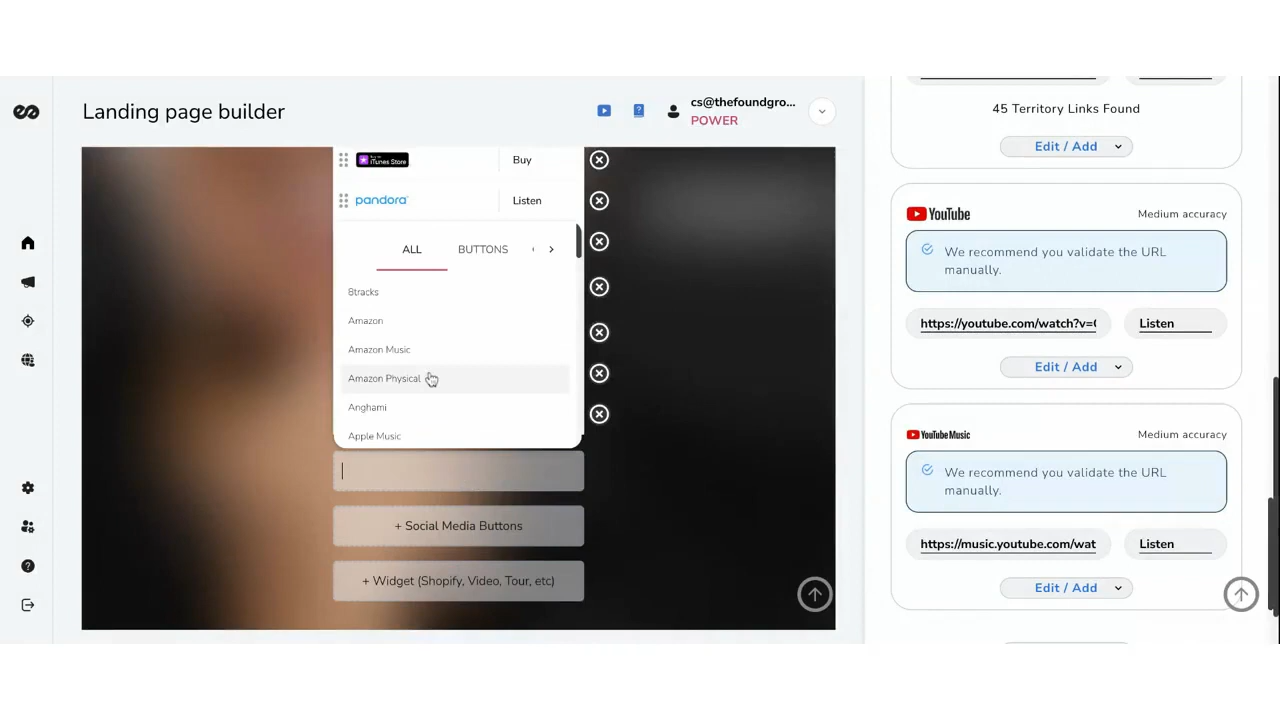 Landing page builder
cs@thefoundgro...
POWER
iTunes Store
Buy
pandora
Listen
ALL
BUTTONS
8tracks
Amazon
Amazon Music
Amazon Physical
Anghami
Apple Music
+ Social Media Buttons
+ Widget (Shopify, Video, Tour, etc)
45 Territory Links Found
Edit / Add
YouTube
Medium accuracy
We recommend you validate the URL
manually.
https://youtube.com/watch?v=
Listen
Edit / Add
YouTube Music
Medium accuracy
We recommend you validate the URL
manually.
https://music.youtube.com/wat
Listen
Edit / Add